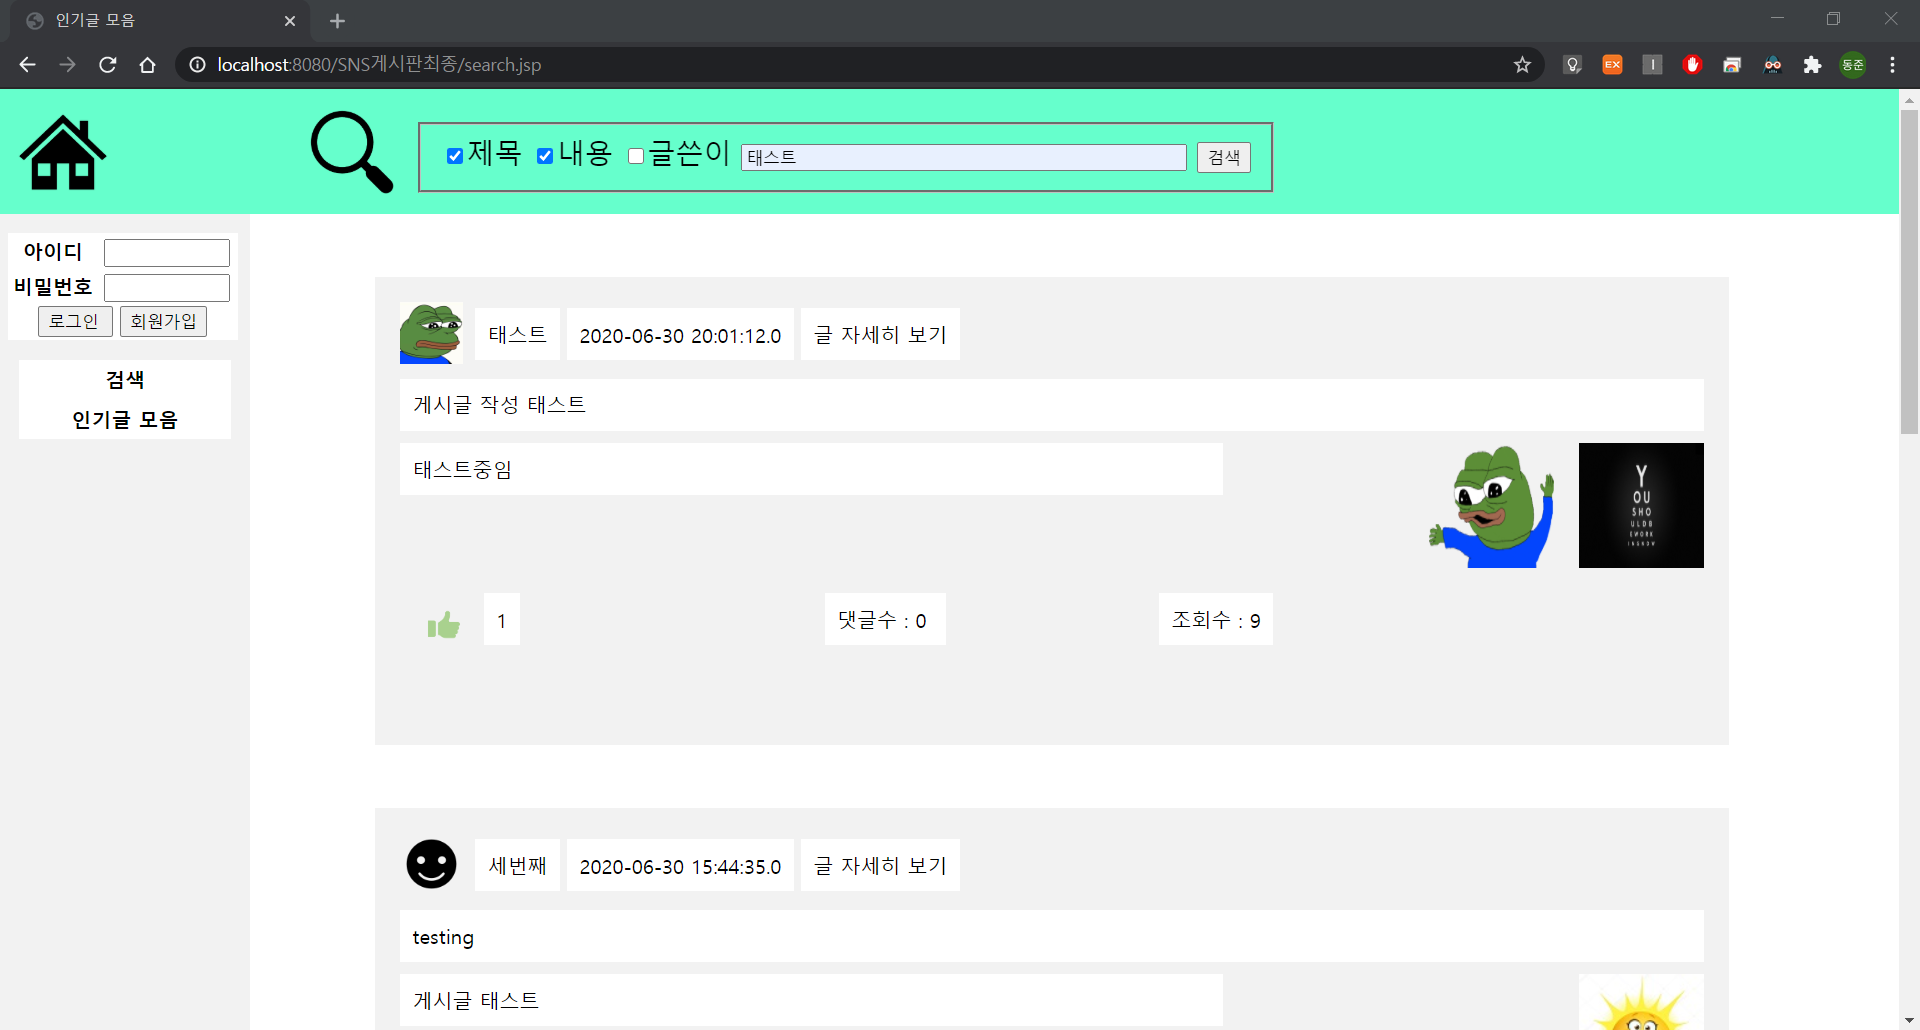 인기글 모음
localhost:8080/SNS게시판최종/search.jsp
EX
I
동준
제목 내용 글쓴이 태스트 검색
아이디
비밀번호
로그인 회원가입
검색
인기글 모음
태스트 2020-06-30 20:01:12.0 글 자세히 보기
게시글 작성 태스트
태스트중임
Y
OU
SHO
ULDB
EWORK
INGNOW
1 댓글수 : 0 조회수 : 9
세번째 2020-06-30 15:44:35.0 글 자세히 보기
testing
게시글 태스트